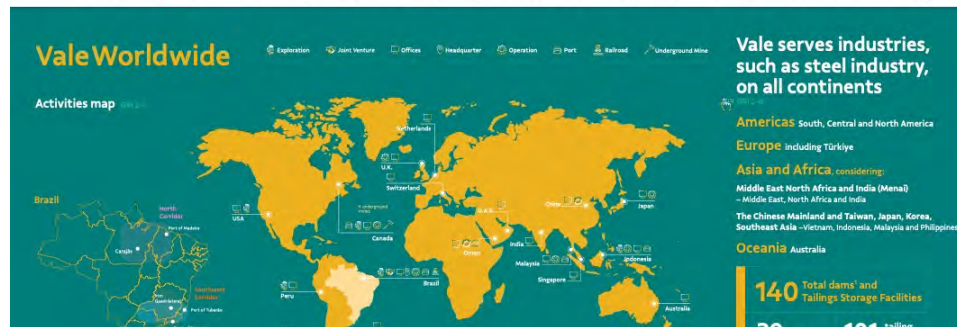 Vale Worldwide
Exploration
Joint Venture
Offices
Headquarter
Operation
Port
Railroad
Underground Mine
Vale serves industries,
such as steel industry,
on all continents
Activities map
Americas South, Central and North America
Europe including Türkiye
Asia and Africa, considering:
Middle East North Africa and India (Menai)
– Middle East, North Africa and India
The Chinese Mainland and Taiwan, Japan, Korea,
Southeast Asia –Vietnam, Indonesia, Malaysia and Philippines
Oceania Australia
140 Total dams' and
Tailings Storage Facilities
tailing
Netherlands
U.K.
Switzerland
USA
Canada
China
Japan
U.A.E.
Oman
India
Malaysia
Indonesia
Singapore
Peru
Brazil
Australia
Brazil
North
Corridor
Carajás
Southeast
Corridor
Port of Tubarão